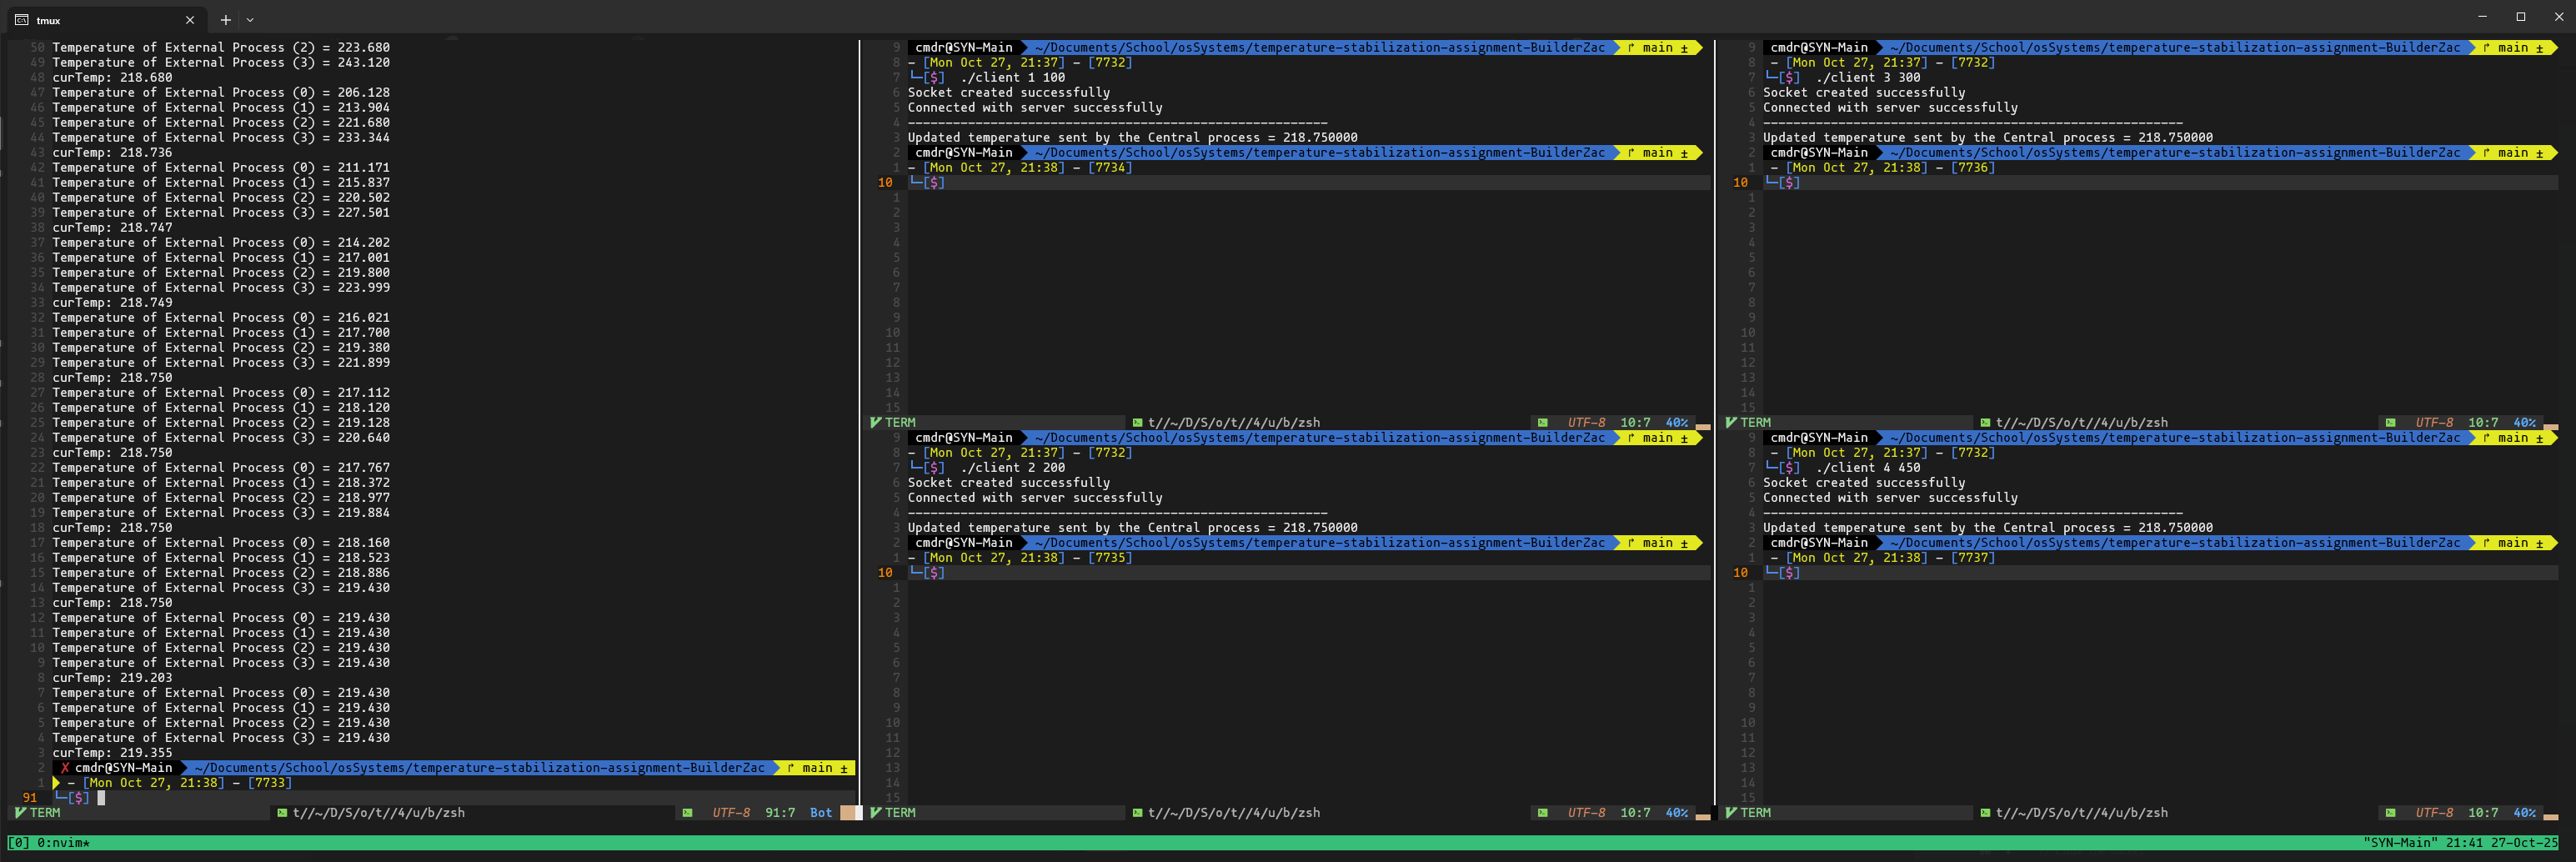 tmux
50 Temperature of External Process (2) = 223.680
49 Temperature of External Process (3) = 243.120
48 curTemp: 218.680
47 Temperature of External Process (0) = 206.128
46 Temperature of External Process (1) = 213.904
45 Temperature of External Process (2) = 221.680
44 Temperature of External Process (3) = 233.344
43 curTemp: 218.736
42 Temperature of External Process (0) = 211.171
41 Temperature of External Process (1) = 215.837
40 Temperature of External Process (2) = 220.502
39 Temperature of External Process (3) = 227.501
38 curTemp: 218.747
37 Temperature of External Process (0) = 214.202
36 Temperature of External Process (1) = 217.001
35 Temperature of External Process (2) = 219.800
34 Temperature of External Process (3) = 223.999
33 curTemp: 218.749
32 Temperature of External Process (0) = 216.021
31 Temperature of External Process (1) = 217.700
30 Temperature of External Process (2) = 219.380
29 Temperature of External Process (3) = 221.899
28 curTemp: 218.750
27 Temperature of External Process (0) = 217.112
26 Temperature of External Process (1) = 218.120
25 Temperature of External Process (2) = 219.128
24 Temperature of External Process (3) = 220.640
23 curTemp: 218.750
22 Temperature of External Process (0) = 217.767
21 Temperature of External Process (1) = 218.372
20 Temperature of External Process (2) = 218.977
19 Temperature of External Process (3) = 219.884
18 curTemp: 218.750
17 Temperature of External Process (0) = 218.160
16 Temperature of External Process (1) = 218.523
15 Temperature of External Process (2) = 218.886
14 Temperature of External Process (3) = 219.430
13 curTemp: 218.750
12 Temperature of External Process (0) = 219.430
11 Temperature of External Process (1) = 219.430
10 Temperature of External Process (2) = 219.430
9 Temperature of External Process (3) = 219.430
8 curTemp: 219.203
7 Temperature of External Process (0) = 219.430
6 Temperature of External Process (1) = 219.430
5 Temperature of External Process (2) = 219.430
4 Temperature of External Process (3) = 219.430
3 curTemp: 219.355
2 ✗ cmdr@SYN-Main ~/Documents/School/osSystems/temperature-stabilization-assignment-BuilderZac ↱ main ±
1 - [Mon Oct 27, 21:38] - [7733]
91 └─[$]
TERM t//~/D/S/o/t//4/u/b/zsh UTF-8 91:7 Bot
9 cmdr@SYN-Main ~/Documents/School/osSystems/temperature-stabilization-assignment-BuilderZac ↱ main ±
8 - [Mon Oct 27, 21:37] - [7732]
7 └─[$] ./client 1 100
6 Socket created successfully
5 Connected with server successfully
4 --------------------------------------------------------
3 Updated temperature sent by the Central process = 218.750000
2 cmdr@SYN-Main ~/Documents/School/osSystems/temperature-stabilization-assignment-BuilderZac ↱ main ±
1 - [Mon Oct 27, 21:38] - [7734]
10 └─[$]
1
2
3
4
5
6
7
8
9
10
11
12
13
14
15
TERM t//~/D/S/o/t//4/u/b/zsh UTF-8 10:7 40%
9 cmdr@SYN-Main ~/Documents/School/osSystems/temperature-stabilization-assignment-BuilderZac ↱ main ±
8 - [Mon Oct 27, 21:37] - [7732]
7 └─[$] ./client 2 200
6 Socket created successfully
5 Connected with server successfully
4 --------------------------------------------------------
3 Updated temperature sent by the Central process = 218.750000
2 cmdr@SYN-Main ~/Documents/School/osSystems/temperature-stabilization-assignment-BuilderZac ↱ main ±
1 - [Mon Oct 27, 21:38] - [7735]
10 └─[$]
1
2
3
4
5
6
7
8
9
10
11
12
13
14
15
TERM t//~/D/S/o/t//4/u/b/zsh UTF-8 10:7 40%
9 cmdr@SYN-Main ~/Documents/School/osSystems/temperature-stabilization-assignment-BuilderZac ↱ main ±
8 - [Mon Oct 27, 21:37] - [7732]
7 └─[$] ./client 3 300
6 Socket created successfully
5 Connected with server successfully
4 --------------------------------------------------------
3 Updated temperature sent by the Central process = 218.750000
2 cmdr@SYN-Main ~/Documents/School/osSystems/temperature-stabilization-assignment-BuilderZac ↱ main ±
1 - [Mon Oct 27, 21:38] - [7736]
10 └─[$]
1
2
3
4
5
6
7
8
9
10
11
12
13
14
15
TERM t//~/D/S/o/t//4/u/b/zsh UTF-8 10:7 40%
9 cmdr@SYN-Main ~/Documents/School/osSystems/temperature-stabilization-assignment-BuilderZac ↱ main ±
8 - [Mon Oct 27, 21:37] - [7732]
7 └─[$] ./client 4 450
6 Socket created successfully
5 Connected with server successfully
4 --------------------------------------------------------
3 Updated temperature sent by the Central process = 218.750000
2 cmdr@SYN-Main ~/Documents/School/osSystems/temperature-stabilization-assignment-BuilderZac ↱ main ±
1 - [Mon Oct 27, 21:38] - [7737]
10 └─[$]
1
2
3
4
5
6
7
8
9
10
11
12
13
14
15
TERM t//~/D/S/o/t//4/u/b/zsh UTF-8 10:7 40%
[0] 0:nvim* "SYN-Main" 21:41 27-Oct-25